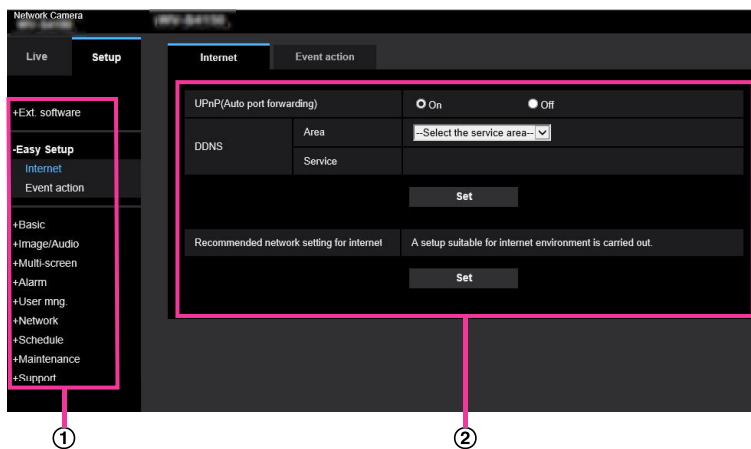 Network Camera
Live Setup
Internet Event action
+Ext. software
-Easy Setup
Internet
Event action
+Basic
+Image/Audio
+Multi-screen
+Alarm
+User mng.
+Network
+Schedule
+Maintenance
+Support
UPnP(Auto port forwarding) On Off
DDNS
Area --Select the service area--
Service
Set
Recommended network setting for internet A setup suitable for internet environment is carried out.
Set
① ②